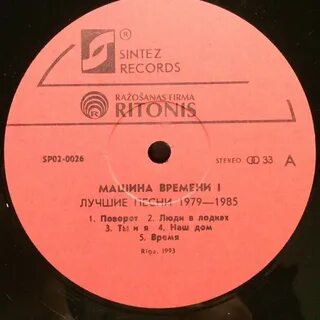 SINTEZ
RECORDS
RAŽOŠANAS FIRMA
RITONIS
SP02-0026
STEREO 33 A
МАШИНА ВРЕМЕНИ I
ЛУЧШИЕ ПЕСНИ 1979—1985
1. Поворот 2. Люди в лодках
3. Ты и я 4. Наш дом
5. Время
Riga, 1993